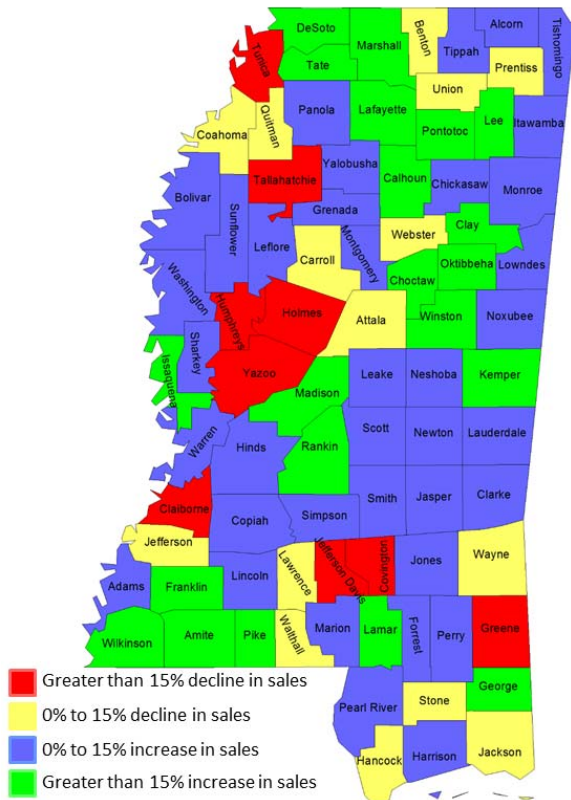 DeSoto
Marshall
Benton
Tippah
Alcorn
Tishomingo
Tunica
Tate
Prentiss
Union
Panola
Lafayette
Quitman
Coahoma
Pontotoc
Lee
Itawamba
Tallahatchie
Yalobusha
Calhoun
Chickasaw
Monroe
Bolivar
Sunflower
Grenada
Leflore
Webster
Clay
Montgomery
Carroll
Oktibbeha
Lowndes
Choctaw
Washington
Humphreys
Holmes
Attala
Winston
Noxubee
Sharkey
Issaquena
Yazoo
Leake
Neshoba
Kemper
Madison
Warren
Hinds
Rankin
Scott
Newton
Lauderdale
Claiborne
Copiah
Simpson
Smith
Jasper
Clarke
Jefferson
Lawrence
Jefferson Davis
Covington
Jones
Wayne
Adams
Franklin
Lincoln
Wilkinson
Amite
Pike
Walthall
Marion
Lamar
Forrest
Perry
Greene
Pearl River
Stone
George
Hancock
Harrison
Jackson
Greater than 15% decline in sales
0% to 15% decline in sales
0% to 15% increase in sales
Greater than 15% increase in sales